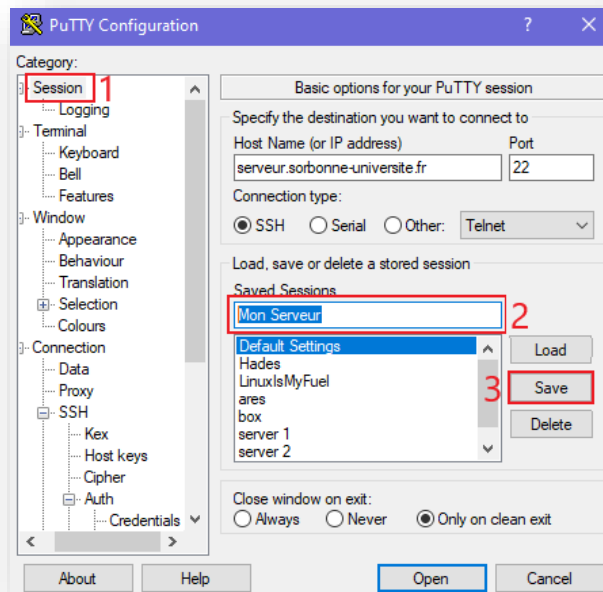 PuTTY Configuration
Category:
Session
1
Logging
Terminal
Keyboard
Bell
Features
Window
Appearance
Behaviour
Translation
Selection
Colours
Connection
Data
Proxy
SSH
Kex
Host keys
Cipher
Auth
Credentials
Basic options for your PuTTY session
Specify the destination you want to connect to
Host Name (or IP address) Port
serveur.sorbonne-universite.fr 22
Connection type:
SSH Serial Other: Telnet
Load, save or delete a stored session
Saved Sessions
Mon Serveur 2
Default Settings
Hades
LinuxIsMyFuel
ares
box
server 1
server 2
Load
3 Save
Delete
Close window on exit:
Always Never Only on clean exit
About Help Open Cancel